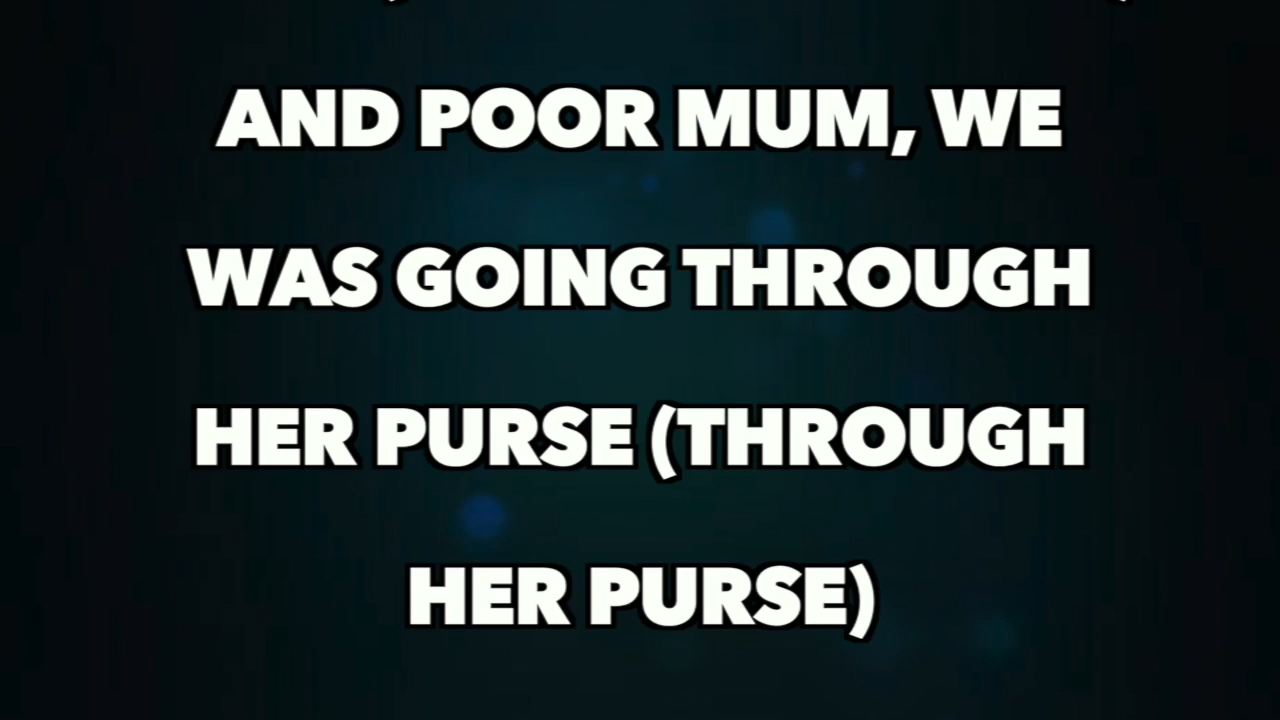 AND POOR MUM, WE
WAS GOING THROUGH
HER PURSE (THROUGH
HER PURSE)